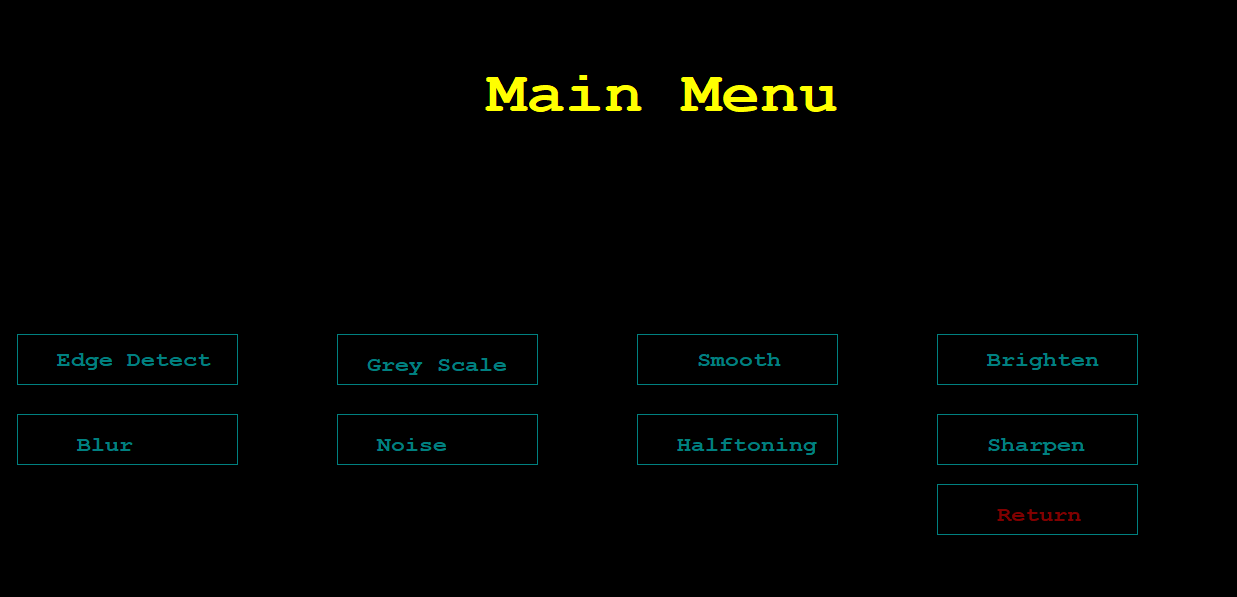 Main Menu
Edge Detect
Grey Scale
Smooth
Brighten
Blur
Noise
Halftoning
Sharpen
Return